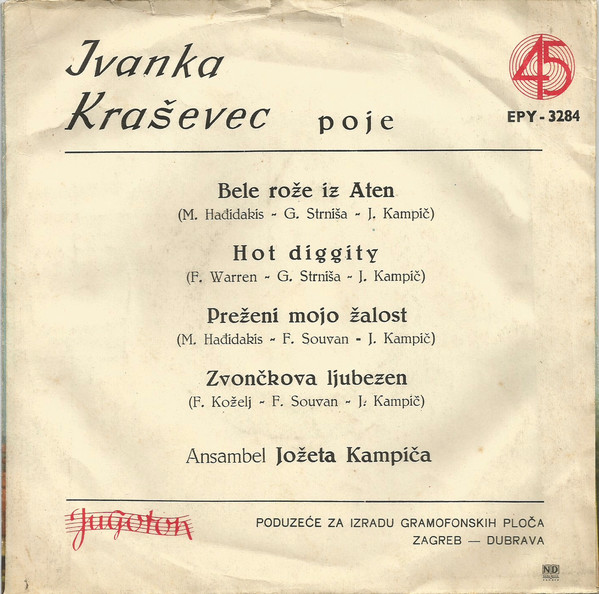 Ivanka
Kraševec poje
45
EPY - 3284
Bele rože iz Aten
(M. Hađidakis - G. Strniša - J. Kampič)
Hot diggity
(F. Warren - G. Strniša - J. Kampič)
Preženi mojo žalost
(M. Hađidakis - F. Souvan - J. Kampič)
Zvončkova ljubezen
(F. Koželj - F. Souvan - J. Kampič)
Ansambel Jožeta Kampiča
Jugoton
PODUZEĆE ZA IZRADU GRAMOFONSKIH PLOČA
ZAGREB — DUBRAVA
ND